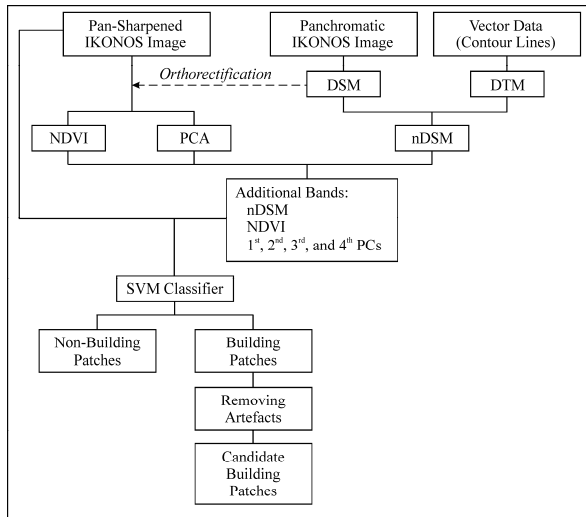 Pan-Sharpened
IKONOS Image
Panchromatic
IKONOS Image
Vector Data
(Contour Lines)
Orthorectification
DSM
DTM
NDVI
PCA
nDSM
Additional Bands:
nDSM
NDVI
1st, 2nd, 3rd, and 4th PCs
SVM Classifier
Non-Building
Patches
Building
Patches
Removing
Artefacts
Candidate
Building
Patches